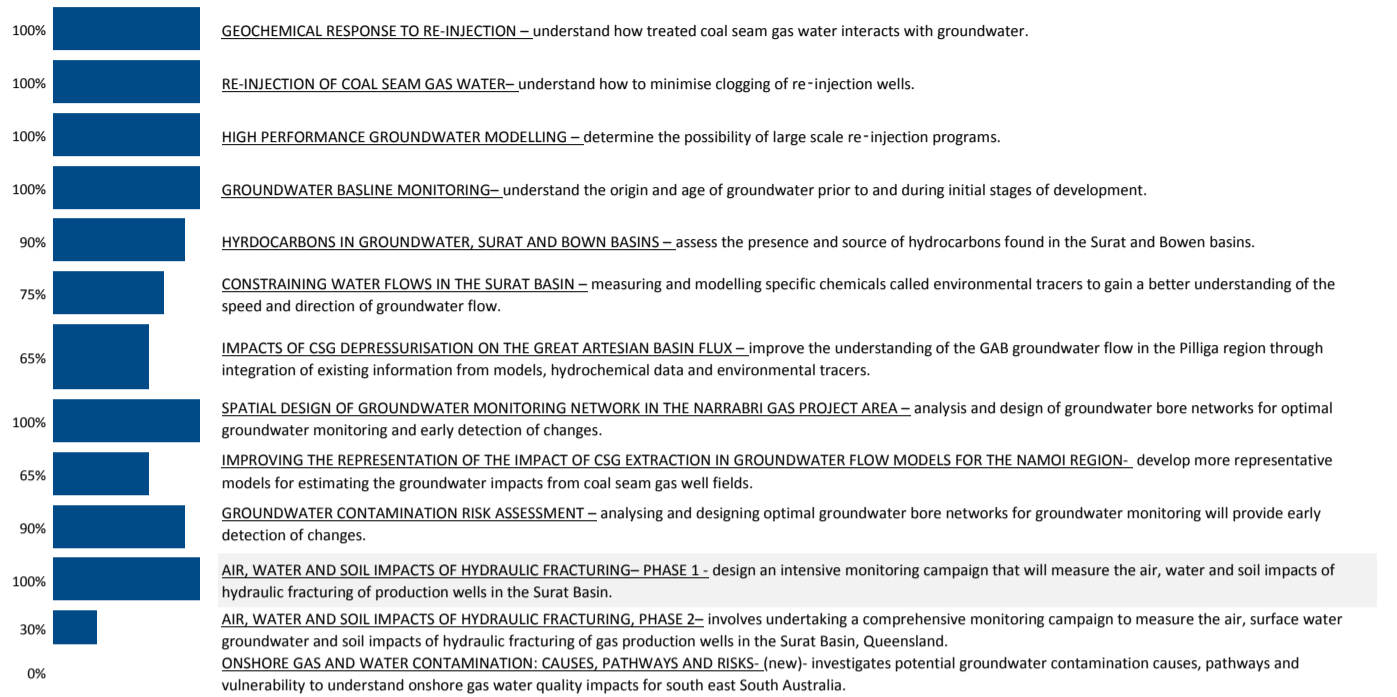 100% GEOCHEMICAL RESPONSE TO RE-INJECTION – understand how treated coal seam gas water interacts with groundwater.
100% RE-INJECTION OF COAL SEAM GAS WATER– understand how to minimise clogging of re-injection wells.
100% HIGH PERFORMANCE GROUNDWATER MODELLING – determine the possibility of large scale re-injection programs.
100% GROUNDWATER BASLINE MONITORING– understand the origin and age of groundwater prior to and during initial stages of development.
90% HYRDOCARBONS IN GROUNDWATER, SURAT AND BOWN BASINS – assess the presence and source of hydrocarbons found in the Surat and Bowen basins.
75% CONSTRAINING WATER FLOWS IN THE SURAT BASIN – measuring and modelling specific chemicals called environmental tracers to gain a better understanding of the
speed and direction of groundwater flow.
65% IMPACTS OF CSG DEPRESSURISATION ON THE GREAT ARTESIAN BASIN FLUX – improve the understanding of the GAB groundwater flow in the Pilliga region through
integration of existing information from models, hydrochemical data and environmental tracers.
100% SPATIAL DESIGN OF GROUNDWATER MONITORING NETWORK IN THE NARRABRI GAS PROJECT AREA – analysis and design of groundwater bore networks for optimal
groundwater monitoring and early detection of changes.
65% IMPROVING THE REPRESENTATION OF THE IMPACT OF CSG EXTRACTION IN GROUNDWATER FLOW MODELS FOR THE NAMOI REGION- develop more representative
models for estimating the groundwater impacts from coal seam gas well fields.
90% GROUNDWATER CONTAMINATION RISK ASSESSMENT – analysing and designing optimal groundwater bore networks for groundwater monitoring will provide early
detection of changes.
100% AIR, WATER AND SOIL IMPACTS OF HYDRAULIC FRACTURING– PHASE 1 - design an intensive monitoring campaign that will measure the air, water and soil impacts of
hydraulic fracturing of production wells in the Surat Basin.
30% AIR, WATER AND SOIL IMPACTS OF HYDRAULIC FRACTURING, PHASE 2– involves undertaking a comprehensive monitoring campaign to measure the air, surface water
groundwater and soil impacts of hydraulic fracturing of gas production wells in the Surat Basin, Queensland.
0% ONSHORE GAS AND WATER CONTAMINATION: CAUSES, PATHWAYS AND RISKS- (new)- investigates potential groundwater contamination causes, pathways and
vulnerability to understand onshore gas water quality impacts for south east South Australia.